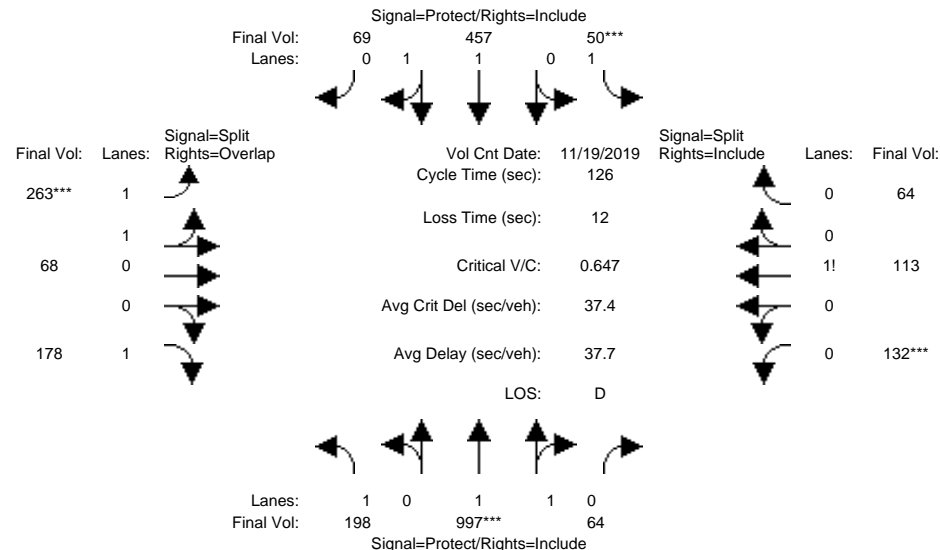 Signal=Protect/Rights=Include
Final Vol: 69 457 50***
Lanes: 0 1 1 0 1
Signal=Split Signal=Split
Final Vol: Lanes: Rights=Overlap Vol Cnt Date: 11/19/2019 Rights=Include Lanes: Final Vol:
Cycle Time (sec): 126
263*** 1 0 64
Loss Time (sec): 12
1 0
68 0 Critical V/C: 0.647 1! 113
0 Avg Crit Del (sec/veh): 37.4 0
178 1 Avg Delay (sec/veh): 37.7 0 132***
LOS: D
Lanes: 1 0 1 1 0
Final Vol: 198 997*** 64
Signal=Protect/Rights=Include